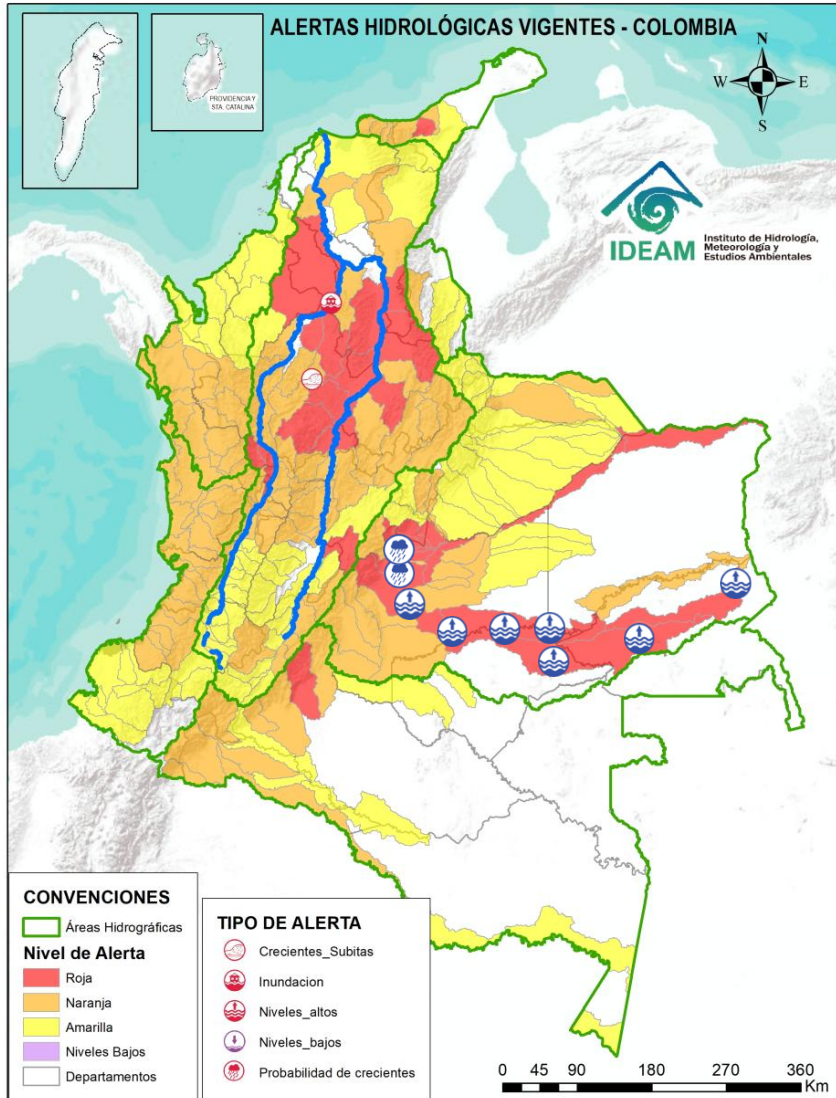 ALERTAS HIDROLÓGICAS VIGENTES - COLOMBIA
PROVIDENCIA Y
STA. CATALINA
N
W
E
S
IDEAM
Instituto de Hidrología,
Meteorología y
Estudios Ambientales
CONVENCIONES
Áreas Hidrográficas
Nivel de Alerta
Roja
Naranja
Amarilla
Niveles Bajos
Departamentos
TIPO DE ALERTA
Crecientes_Subitas
Inundacion
Niveles_altos
Niveles_bajos
Probabilidad de crecientes
0 45 90 180 270 360
Km